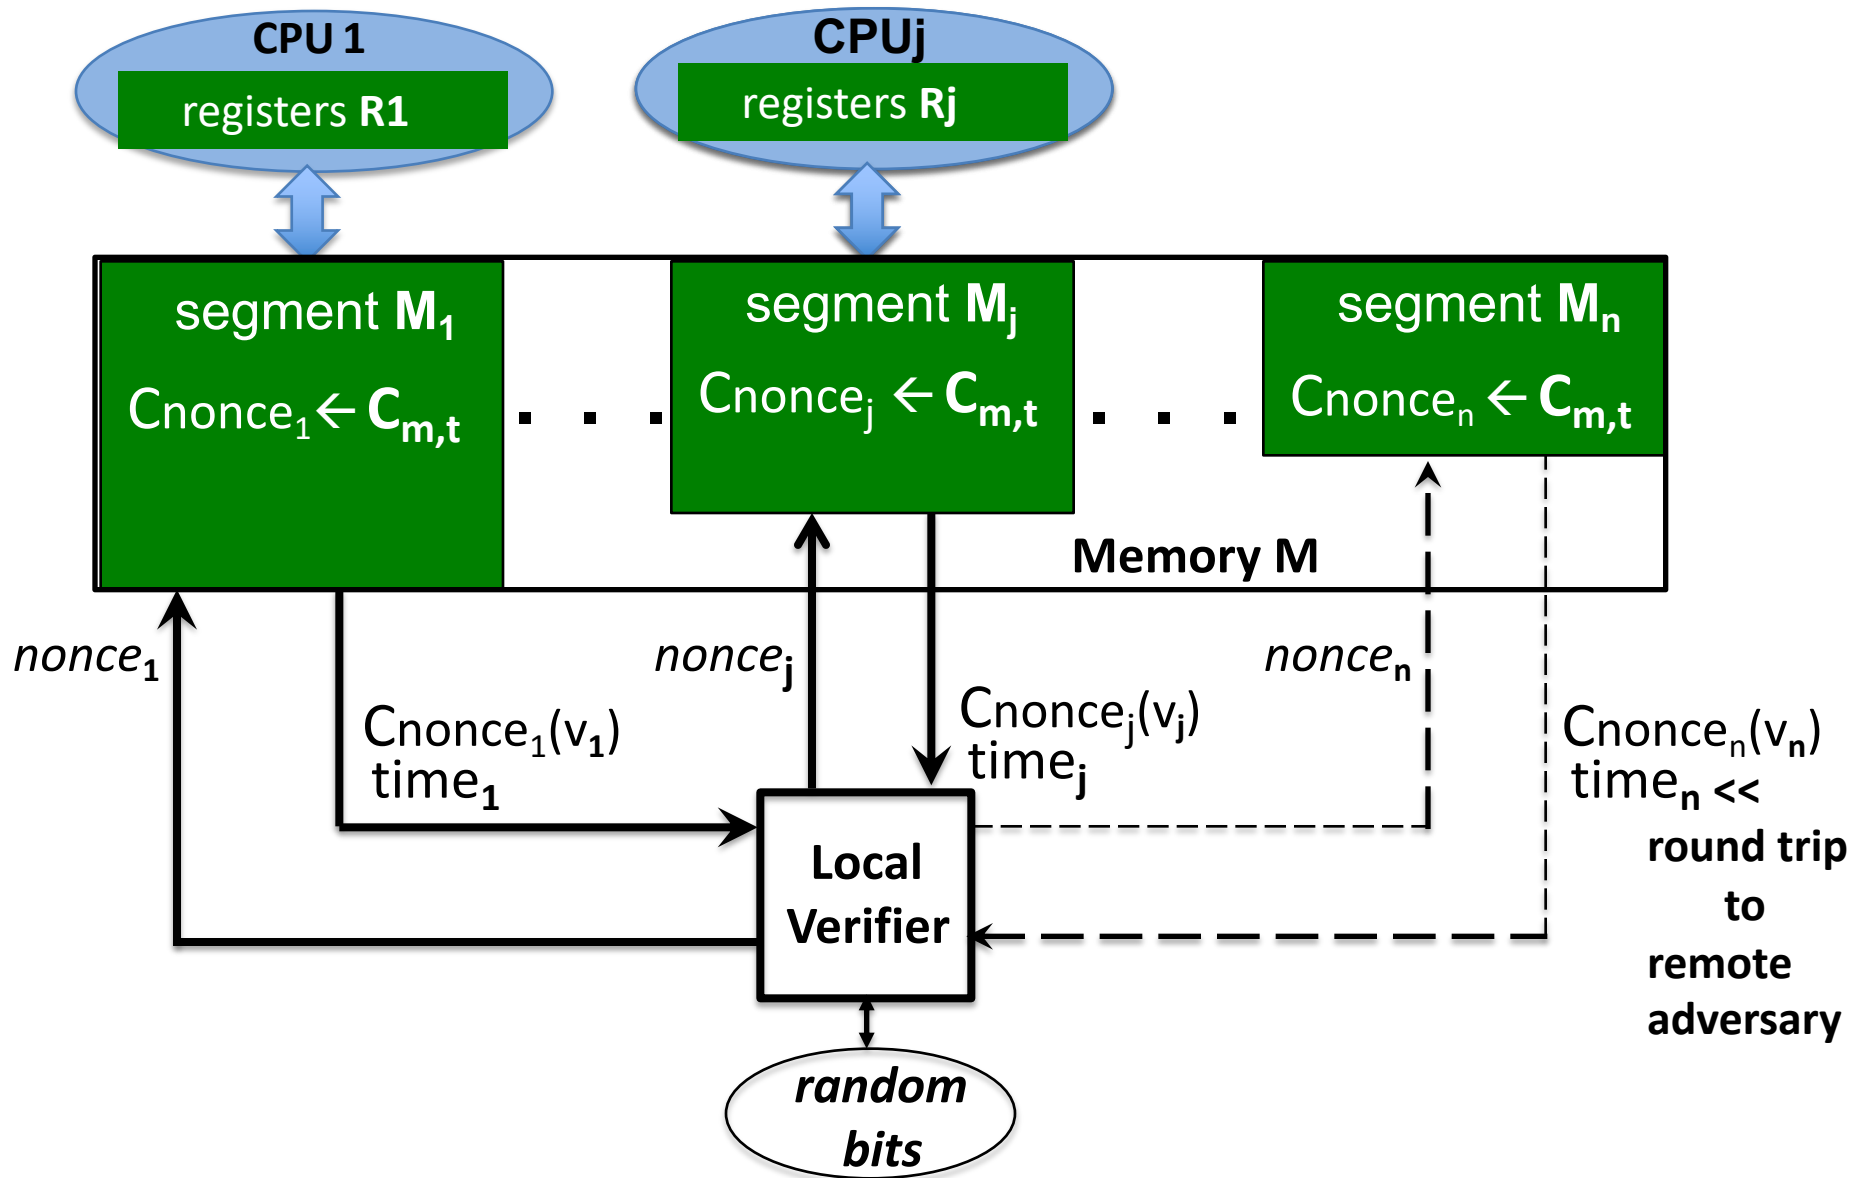 CPU 1
registers R1
CPUj
registers Rj
segment M1
Cnonce1 ← Cm,t
. . .
segment Mj
Cnoncej ← Cm,t
. . .
segment Mn
Cnoncen ← Cm,t
Memory M
nonce1
noncej
noncen
Cnonce1(v1)
time1
Cnoncej(vj)
timej
Cnoncen(vn)
timen <<
round trip
to
remote
adversary
Local
Verifier
random
bits